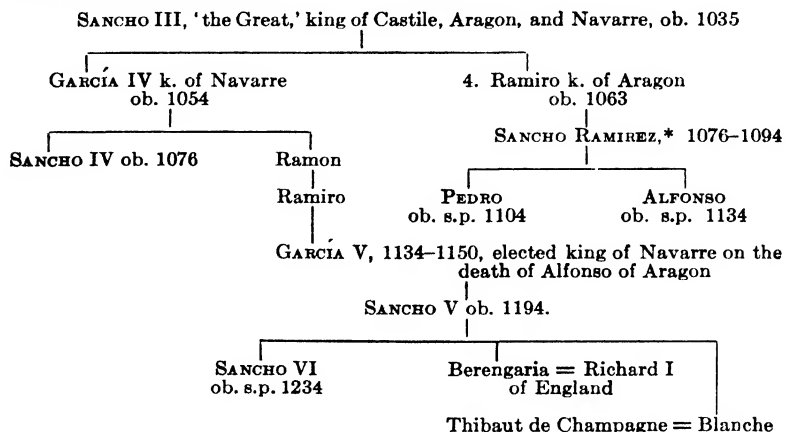 SANCHO III, 'the Great,' king of Castile, Aragon, and Navarre, ob. 1035
GARCÍA IV k. of Navarre
ob. 1054
4. Ramiro k. of Aragon
ob. 1063
SANCHO RAMIREZ,* 1076–1094
SANCHO IV ob. 1076
Ramon
Ramiro
PEDRO
ob. s.p. 1104
ALFONSO
ob. s.p. 1134
GARCÍA V, 1134–1150, elected king of Navarre on the
death of Alfonso of Aragon
SANCHO V ob. 1194.
SANCHO VI
ob. s.p. 1234
Berengaria = Richard I
of England
Thibaut de Champagne = Blanche